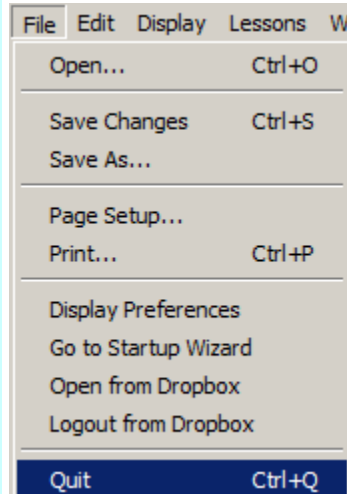 File Edit Display Lessons W
Open... Ctrl+O
Save Changes Ctrl+S
Save As...
Page Setup...
Print... Ctrl+P
Display Preferences
Go to Startup Wizard
Open from Dropbox
Logout from Dropbox
Quit Ctrl+Q